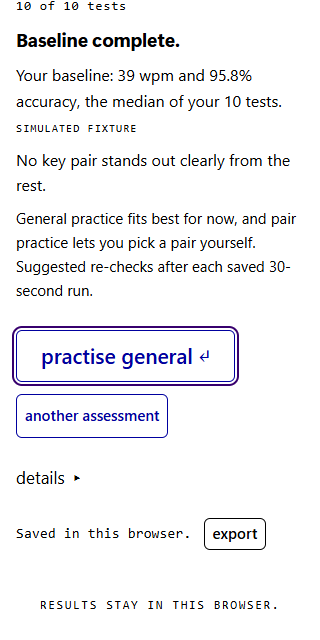 10 of 10 tests
Baseline complete.
Your baseline: 39 wpm and 95.8%
accuracy, the median of your 10 tests.
SIMULATED FIXTURE
No key pair stands out clearly from the
rest.
General practice fits best for now, and pair
practice lets you pick a pair yourself.
Suggested re-checks after each saved 30-
second run.
practise general ↵
another assessment
details ▸
Saved in this browser. export
RESULTS STAY IN THIS BROWSER.